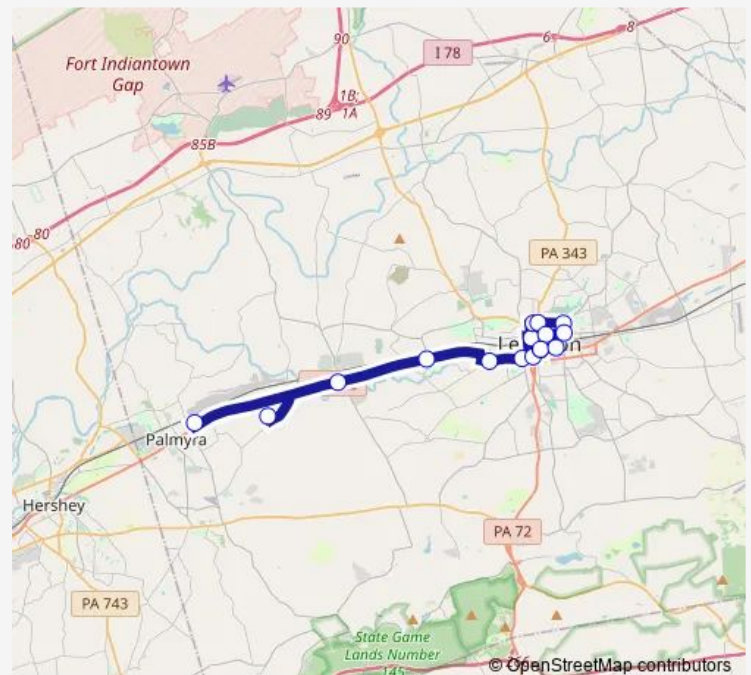 90
6
8
I 78
Fort Indiantown
Gap
1B;
1A
89
85B
80
80
PA 343
Palmyra
Hershey
PA 72
PA 743
State Game
Lands Number
145
© OpenStreetMap contributors